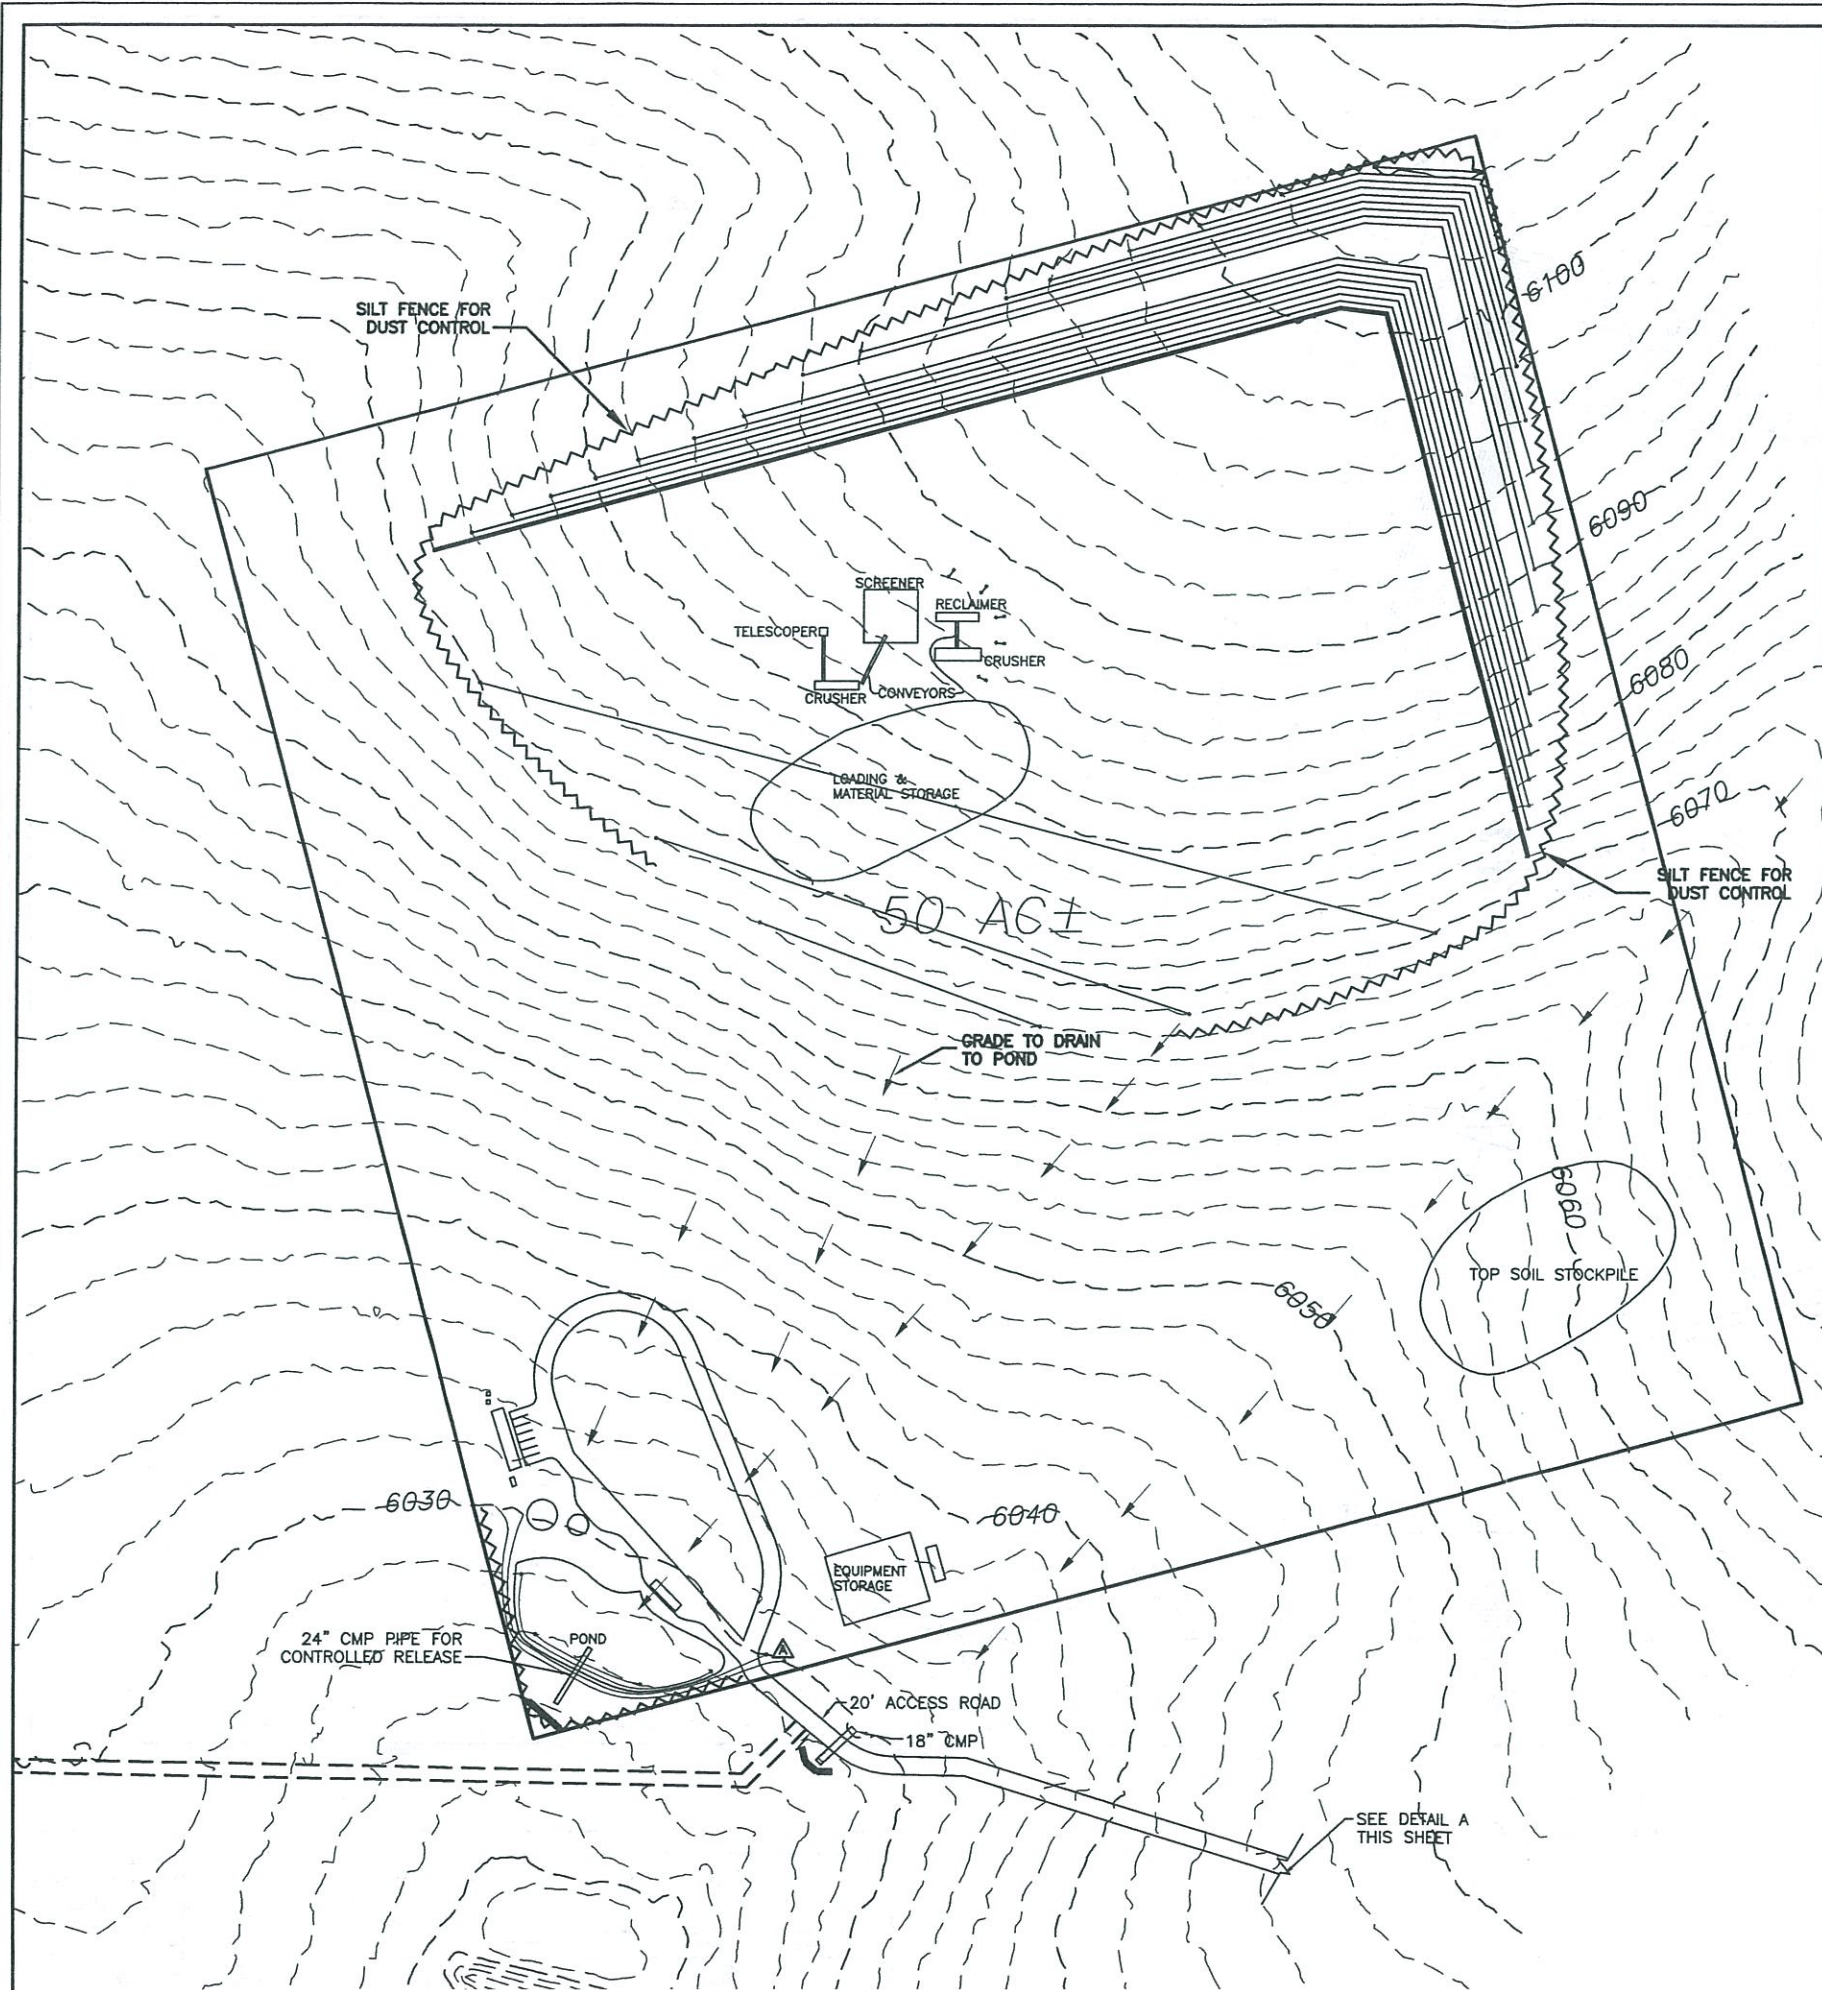 SILT FENCE FOR
DUST CONTROL
6100
6090
SCREENER
RECLAIMER
TELESCOPER
CRUSHER
CRUSHER
CONVEYORS
6080
LOADING &
MATERIAL STORAGE
6070
SILT FENCE FOR
DUST CONTROL
50 AC±
GRADE TO DRAIN
TO POND
6060
TOP SOIL STOCKPILE
6050
6030
6040
EQUIPMENT
STORAGE
24" CMP PIPE FOR
CONTROLLED RELEASE
POND
A
20' ACCESS ROAD
18" CMP
SEE DETAIL A
THIS SHEET